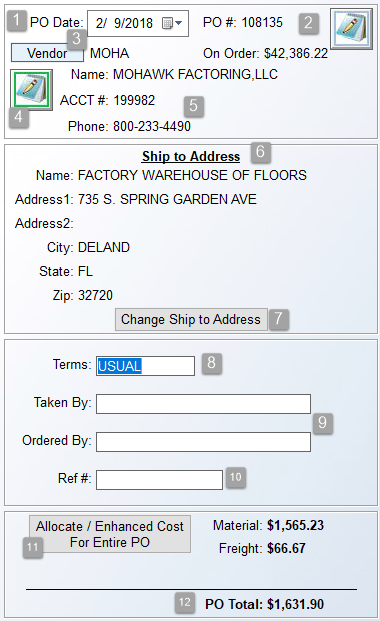 1 PO Date: 2/ 9/2018 PO #: 108135 2
3
Vendor MOHA On Order: $42,386.22
Name: MOHAWK FACTORING,LLC
4 ACCT #: 199982 5
Phone: 800-233-4490
Ship to Address 6
Name: FACTORY WAREHOUSE OF FLOORS
Address1: 735 S. SPRING GARDEN AVE
Address2:
City: DELAND
State: FL
Zip: 32720
Change Ship to Address 7
Terms: USUAL 8
Taken By:
9
Ordered By:
Ref #: 10
Allocate / Enhanced Cost Material: $1,565.23
11 For Entire PO Freight: $66.67
12 PO Total: $1,631.90